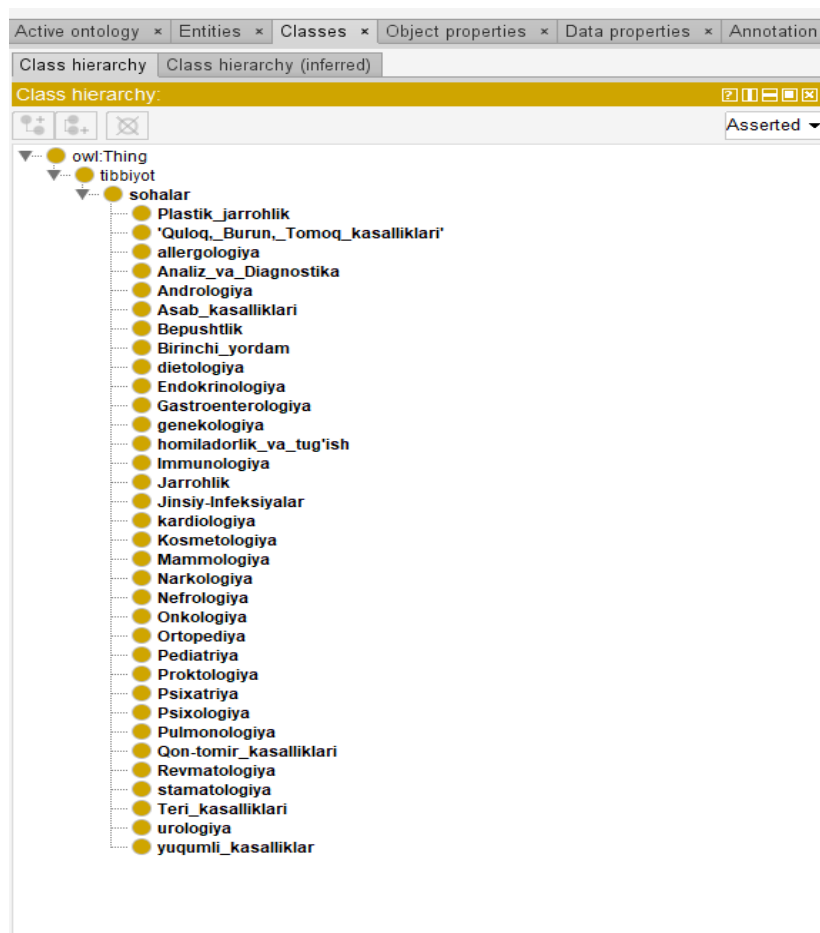 Active ontology × Entities × Classes × Object properties × Data properties × Annotation
Class hierarchy Class hierarchy (inferred)
Class hierarchy:
Asserted
owl:Thing
tibbiyot
sohalar
Plastik_jarrohlik
'Quloq,_Burun,_Tomoq_kasalliklari'
allergologiya
Analiz_va_Diagnostika
Andrologiya
Asab_kasalliklari
Bepushtlik
Birinchi_yordam
dietologiya
Endokrinologiya
Gastroenterologiya
genekologiya
homiladorlik_va_tug'ish
Immunologiya
Jarrohlik
Jinsiy-Infeksiyalar
kardiologiya
Kosmetologiya
Mammologiya
Narkologiya
Nefrologiya
Onkologiya
Ortopediya
Pediatriya
Proktologiya
Psixatriya
Psixologiya
Pulmonologiya
Qon-tomir_kasalliklari
Revmatologiya
stamatologiya
Teri_kasalliklari
urologiya
yuqumli_kasalliklar